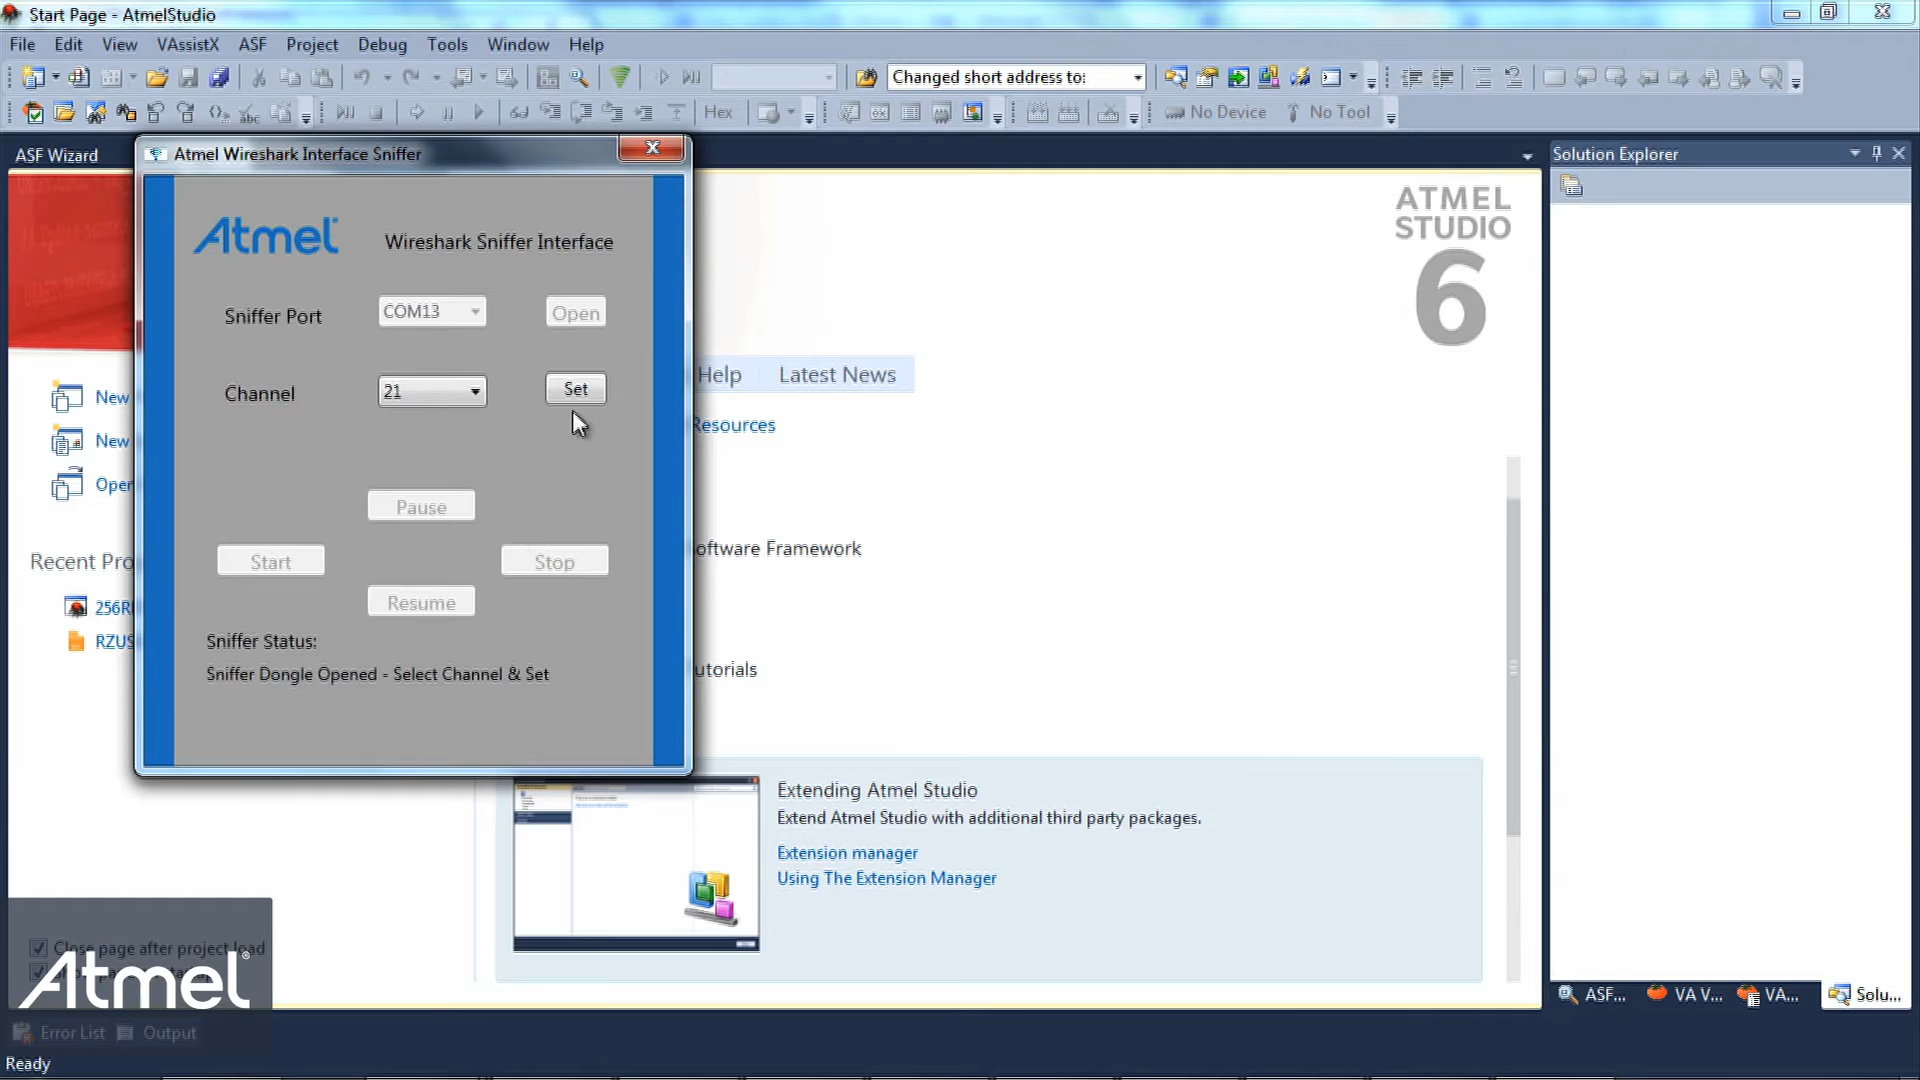 Start Page - AtmelStudio
File Edit View VAssistX ASF Project Debug Tools Window Help
Changed short address to:
Hex No Device No Tool
ASF Wizard
Atmel Wireshark Interface Sniffer
Solution Explorer
Atmel
Wireshark Sniffer Interface
Sniffer Port COM13 Open
Channel 21 Set
Pause
Start Stop
Resume
Sniffer Status:
Sniffer Dongle Opened - Select Channel & Set
ATMEL
STUDIO
6
New
New
Open
Recent Pro
256R
RZUS
Help Latest News
Resources
oftware Framework
utorials
Extending Atmel Studio
Extend Atmel Studio with additional third party packages.
Extension manager
Using The Extension Manager
Close page after project load
Atmel
ASF... VA V... VA... Solu...
Error List Output
Ready